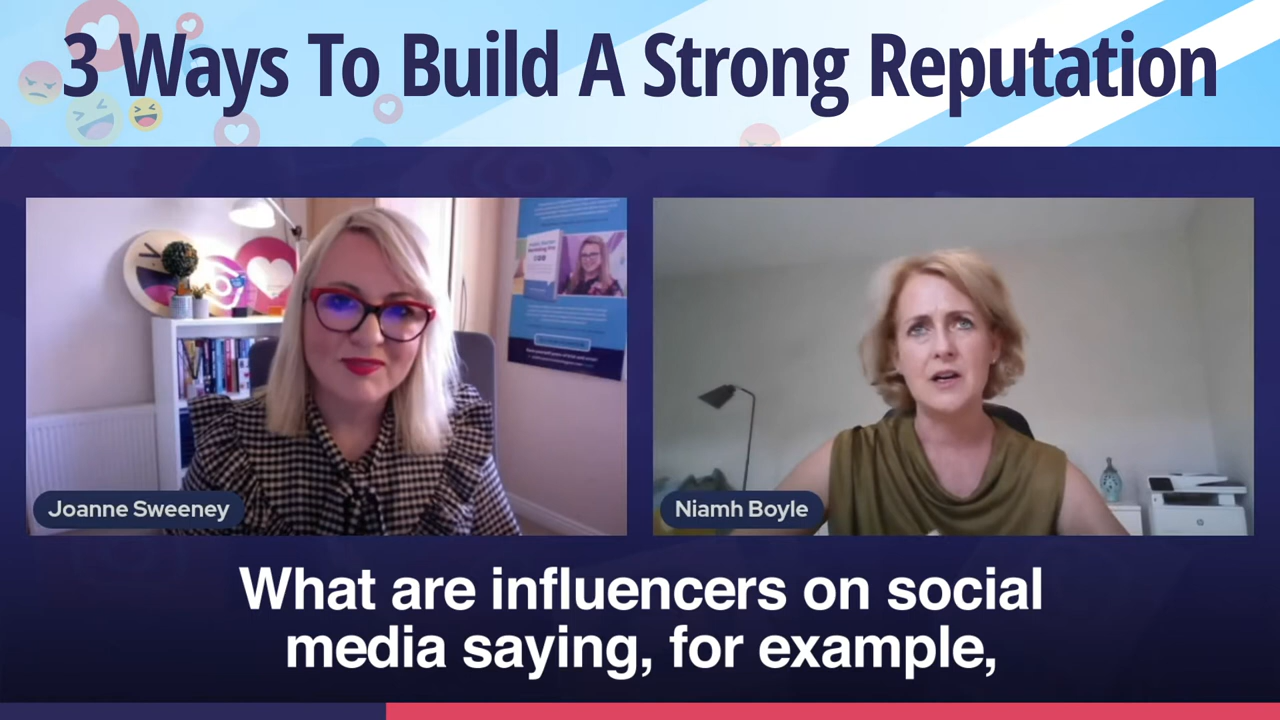 3 Ways To Build A Strong Reputation
Joanne Sweeney
Niamh Boyle
What are influencers on social
media saying, for example,